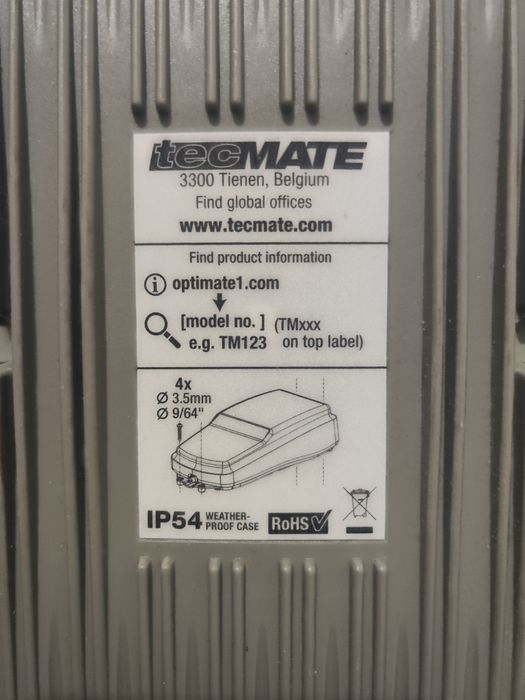 tecMATE
3300 Tienen, Belgium
Find global offices
www.tecmate.com
Find product information
i optimate1.com
[model no. ] (TMxxx
e.g. TM123 on top label)
4x
Ø 3.5mm
Ø 9/64"
IP54 WEATHER-
PROOF CASE RoHS